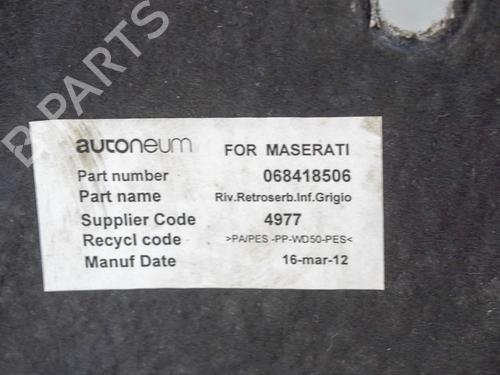 B-PARTS
autoneum FOR MASERATI
Part number 068418506
Part name Riv.Retroserb.Inf.Grigio
Supplier Code 4977
Recycl code >PA/PES -PP-WD50-PES<
Manuf Date 16-mar-12